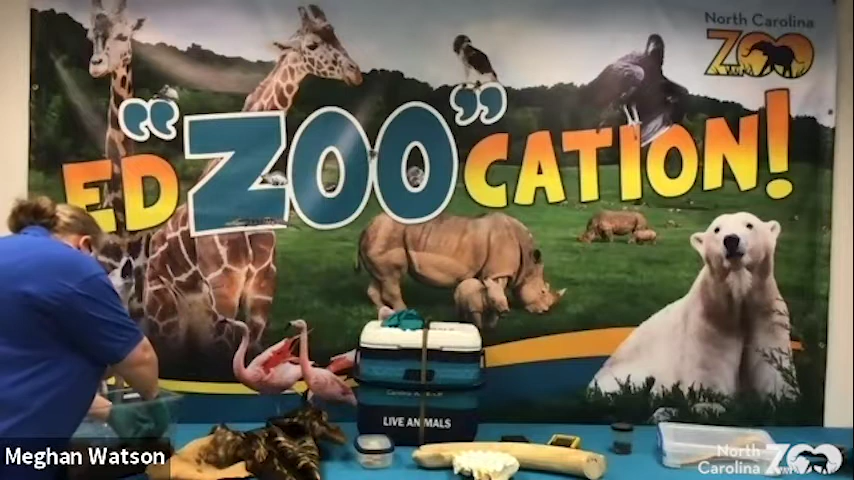 North Carolina
ZOO
ED"ZOO"CATION!
LIVE ANIMALS
Meghan Watson
North
Carolina
ZOO